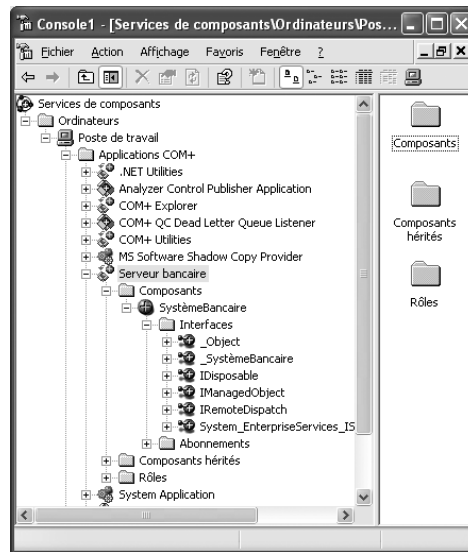 Console1 - [Services de composants\Ordinateurs\Pos...
Fichier Action Affichage Favoris Fenêtre ?
Services de composants
Ordinateurs
Poste de travail
Applications COM+
.NET Utilities
Analyzer Control Publisher Application
COM+ Explorer
COM+ QC Dead Letter Queue Listener
COM+ Utilities
MS Software Shadow Copy Provider
Serveur bancaire
Composants
SystèmeBancaire
Interfaces
_Object
_SystèmeBancaire
IDisposable
IManagedObject
IRemoteDispatch
System_EnterpriseServices_IS
Abonnements
Composants hérités
Rôles
System Application
Composants
Composants
hérités
Rôles